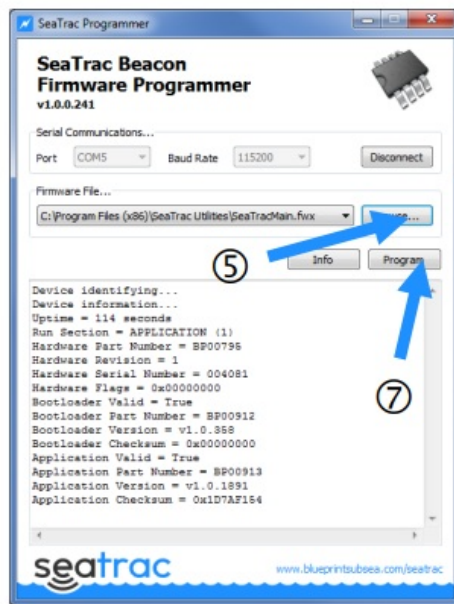 SeaTrac Programmer
SeaTrac Beacon
Firmware Programmer
v1.0.0.241
Serial Communications...
Port COM5 Baud Rate 115200 Disconnect
Firmware File...
C:\Program Files (x86)\SeaTrac Utilities\SeaTracMain.fwx
⑤ Info Program
Device identifying...
Device information...
Uptime = 114 seconds
Run Section = APPLICATION (1)
Hardware Part Number = BP00795
Hardware Revision = 1
Hardware Serial Number = 004081
Hardware Flags = 0x00000000
Bootloader Valid = True
⑦
Bootloader Part Number = BP00912
Bootloader Version = v1.0.358
Bootloader Checksum = 0x00000000
Application Valid = True
Application Part Number = BP00913
Application Version = v1.0.1891
Application Checksum = 0x1D7AF164
seatrac www.blueprintsubsea.com/seatrac